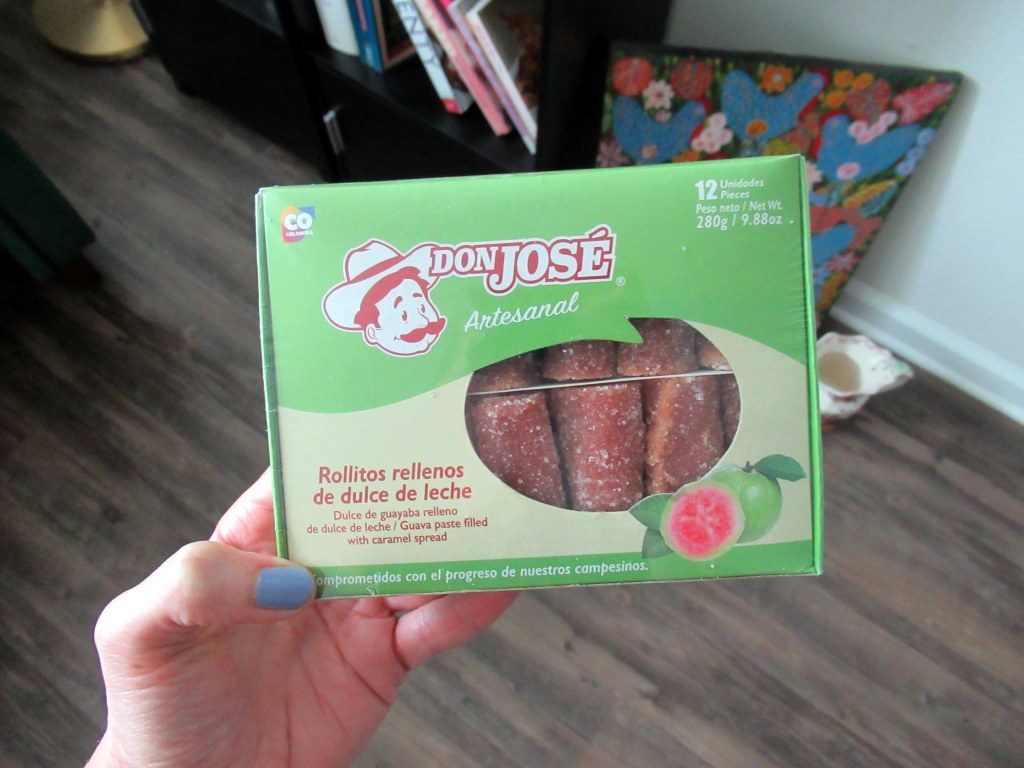 ENTY
12 Unidades
Pieces
Peso neto / Net Wt.
280g / 9.88oz
CO
COLOMBIA
DON JOSÉ®
Artesanal
Rollitos rellenos
de dulce de leche
Dulce de guayaba relleno
de dulce de leche / Guava paste filled
with caramel spread
omprometidos con el progreso de nuestros campesinos.